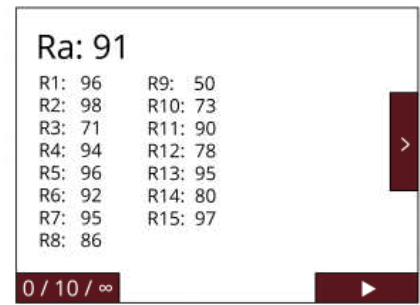 Ra: 91
R1: 96
R2: 98
R3: 71
R4: 94
R5: 96
R6: 92
R7: 95
R8: 86
R9: 50
R10: 73
R11: 90
R12: 78
R13: 95
R14: 80
R15: 97
>
0 / 10 / ∞